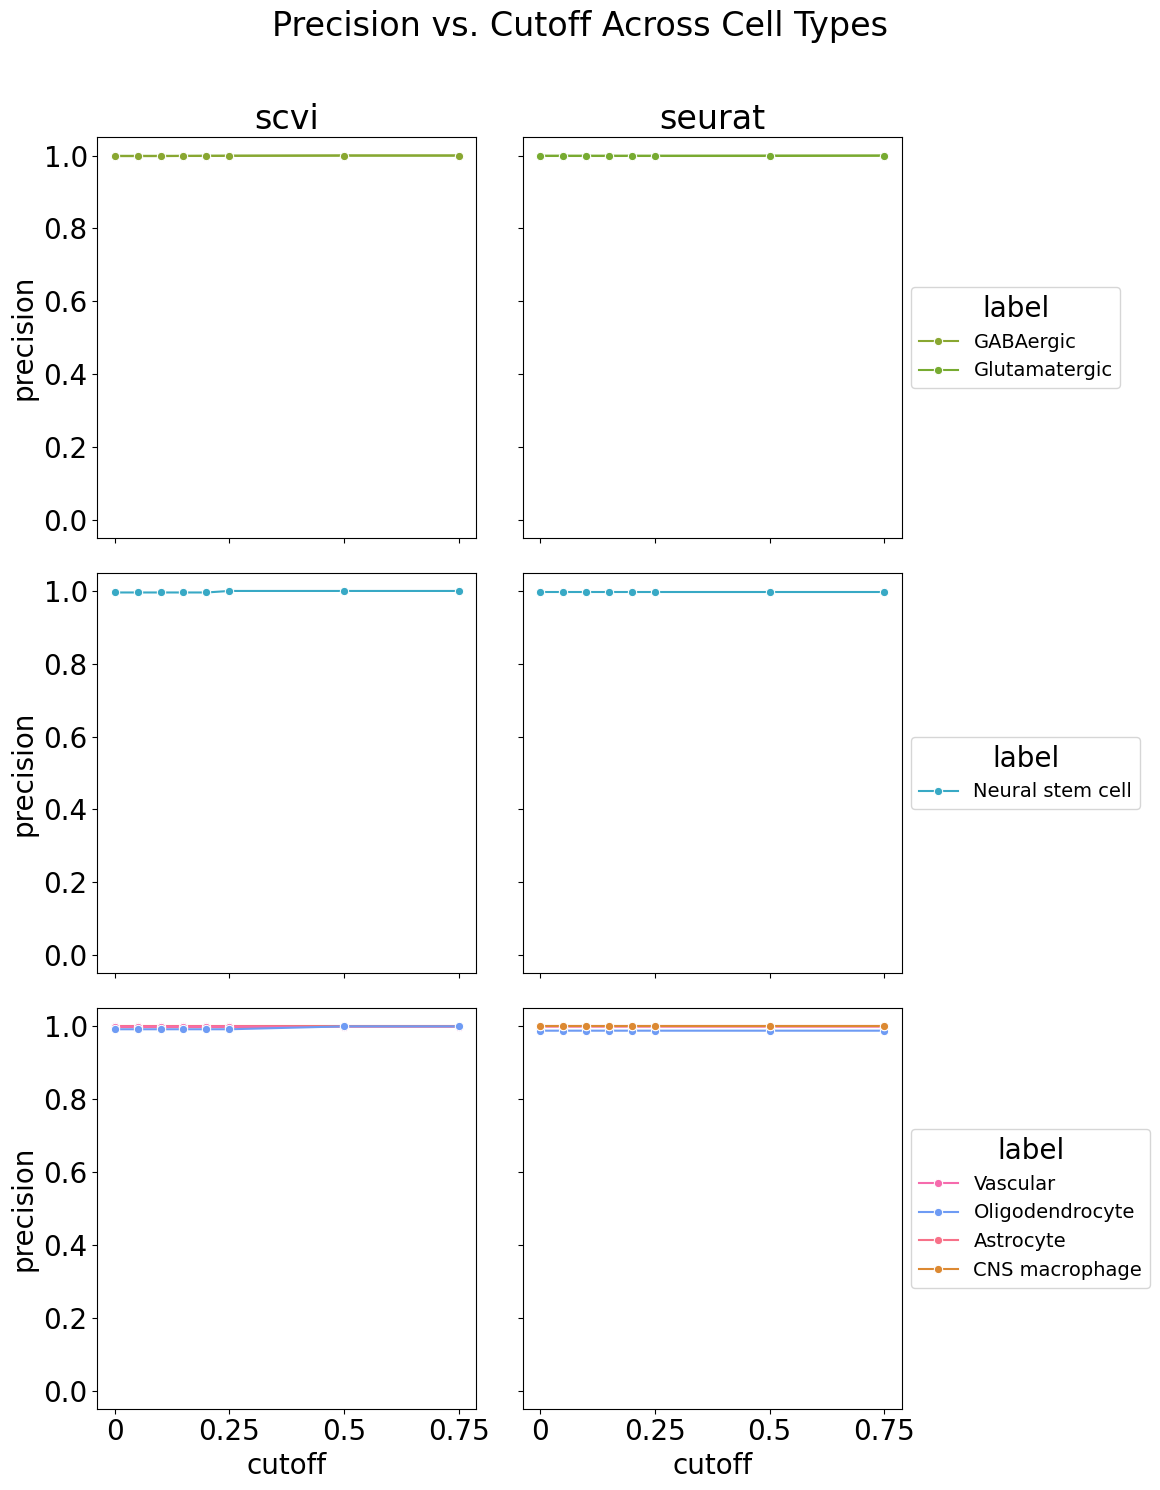 Precision vs. Cutoff Across Cell Types
scvi
seurat
precision
1.0
0.8
0.6
0.4
0.2
0.0
label
GABAergic
Glutamatergic
precision
1.0
0.8
0.6
0.4
0.2
0.0
label
Neural stem cell
precision
1.0
0.8
0.6
0.4
0.2
0.0
label
Vascular
Oligodendrocyte
Astrocyte
CNS macrophage
0 0.25 0.5 0.75
0 0.25 0.5 0.75
cutoff
cutoff